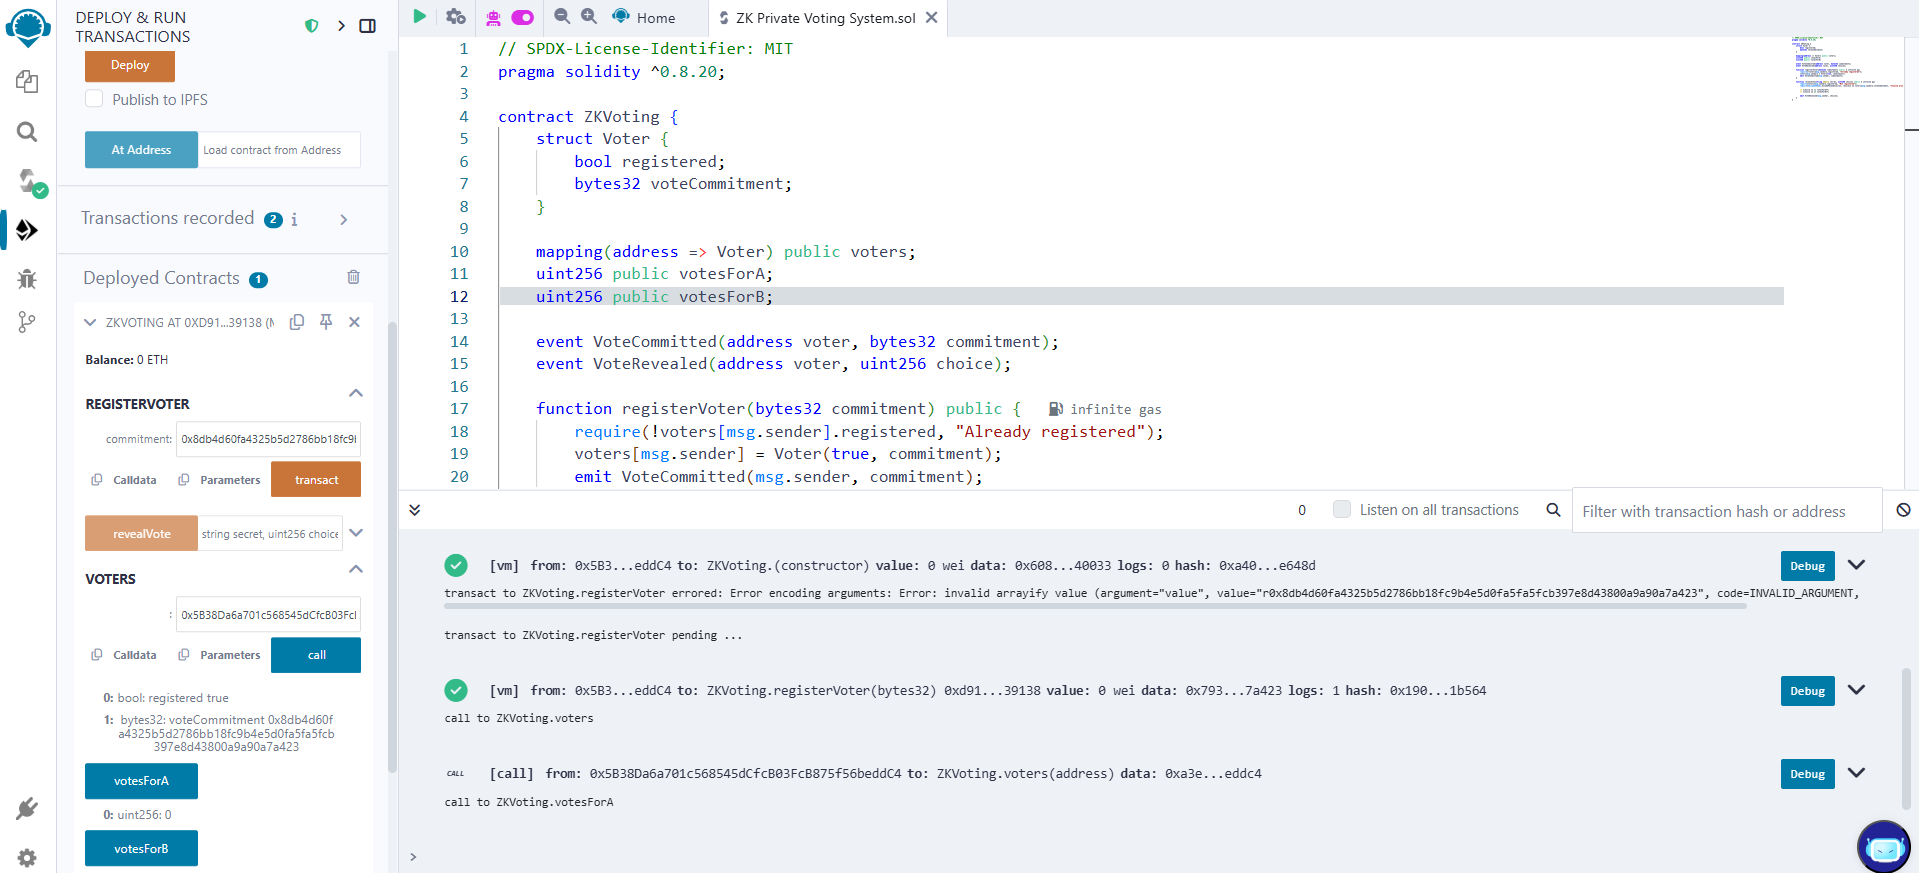 DEPLOY & RUN
TRANSACTIONS
Deploy
Publish to IPFS
At Address
Load contract from Address
Transactions recorded 2 i
Deployed Contracts 1
ZKVOTING AT 0XD91...39138 (M
Balance: 0 ETH
REGISTERVOTER
commitment: 0x8db4d60fa4325b5d2786bb18fc9l
Calldata Parameters transact
revealVote string secret, uint256 choice
VOTERS
: 0x5B38Da6a701c568545dCfcB03Fcl
Calldata Parameters call
0: bool: registered true
1: bytes32: voteCommitment 0x8db4d60f
a4325b5d2786bb18fc9b4e5d0fa5fa5fcb
397e8d43800a9a90a7a423
votesForA
0: uint256: 0
votesForB
Home
ZK Private Voting System.sol
1 // SPDX-License-Identifier: MIT
2 pragma solidity ^0.8.20;
3
4 contract ZKVoting {
5 struct Voter {
6 bool registered;
7 bytes32 voteCommitment;
8 }
9
10 mapping(address => Voter) public voters;
11 uint256 public votesForA;
12 uint256 public votesForB;
13
14 event VoteCommitted(address voter, bytes32 commitment);
15 event VoteRevealed(address voter, uint256 choice);
16
17 function registerVoter(bytes32 commitment) public { infinite gas
18 require(!voters[msg.sender].registered, "Already registered");
19 voters[msg.sender] = Voter(true, commitment);
20 emit VoteCommitted(msg.sender, commitment);
0 Listen on all transactions
Filter with transaction hash or address
[vm] from: 0x5B3...eddC4 to: ZKVoting.(constructor) value: 0 wei data: 0x608...40033 logs: 0 hash: 0xa40...e648d
Debug
transact to ZKVoting.registerVoter errored: Error encoding arguments: Error: invalid arrayify value (argument="value", value="r0x8db4d60fa4325b5d2786bb18fc9b4e5d0fa5fa5fcb397e8d43800a9a90a7a423", code=INVALID_ARGUMENT,
transact to ZKVoting.registerVoter pending ...
[vm] from: 0x5B3...eddC4 to: ZKVoting.registerVoter(bytes32) 0xd91...39138 value: 0 wei data: 0x793...7a423 logs: 1 hash: 0x190...1b564
Debug
call to ZKVoting.voters
CALL [call] from: 0x5B38Da6a701c568545dCfcB03FcB875f56beddC4 to: ZKVoting.voters(address) data: 0xa3e...eddc4
Debug
call to ZKVoting.votesForA
>